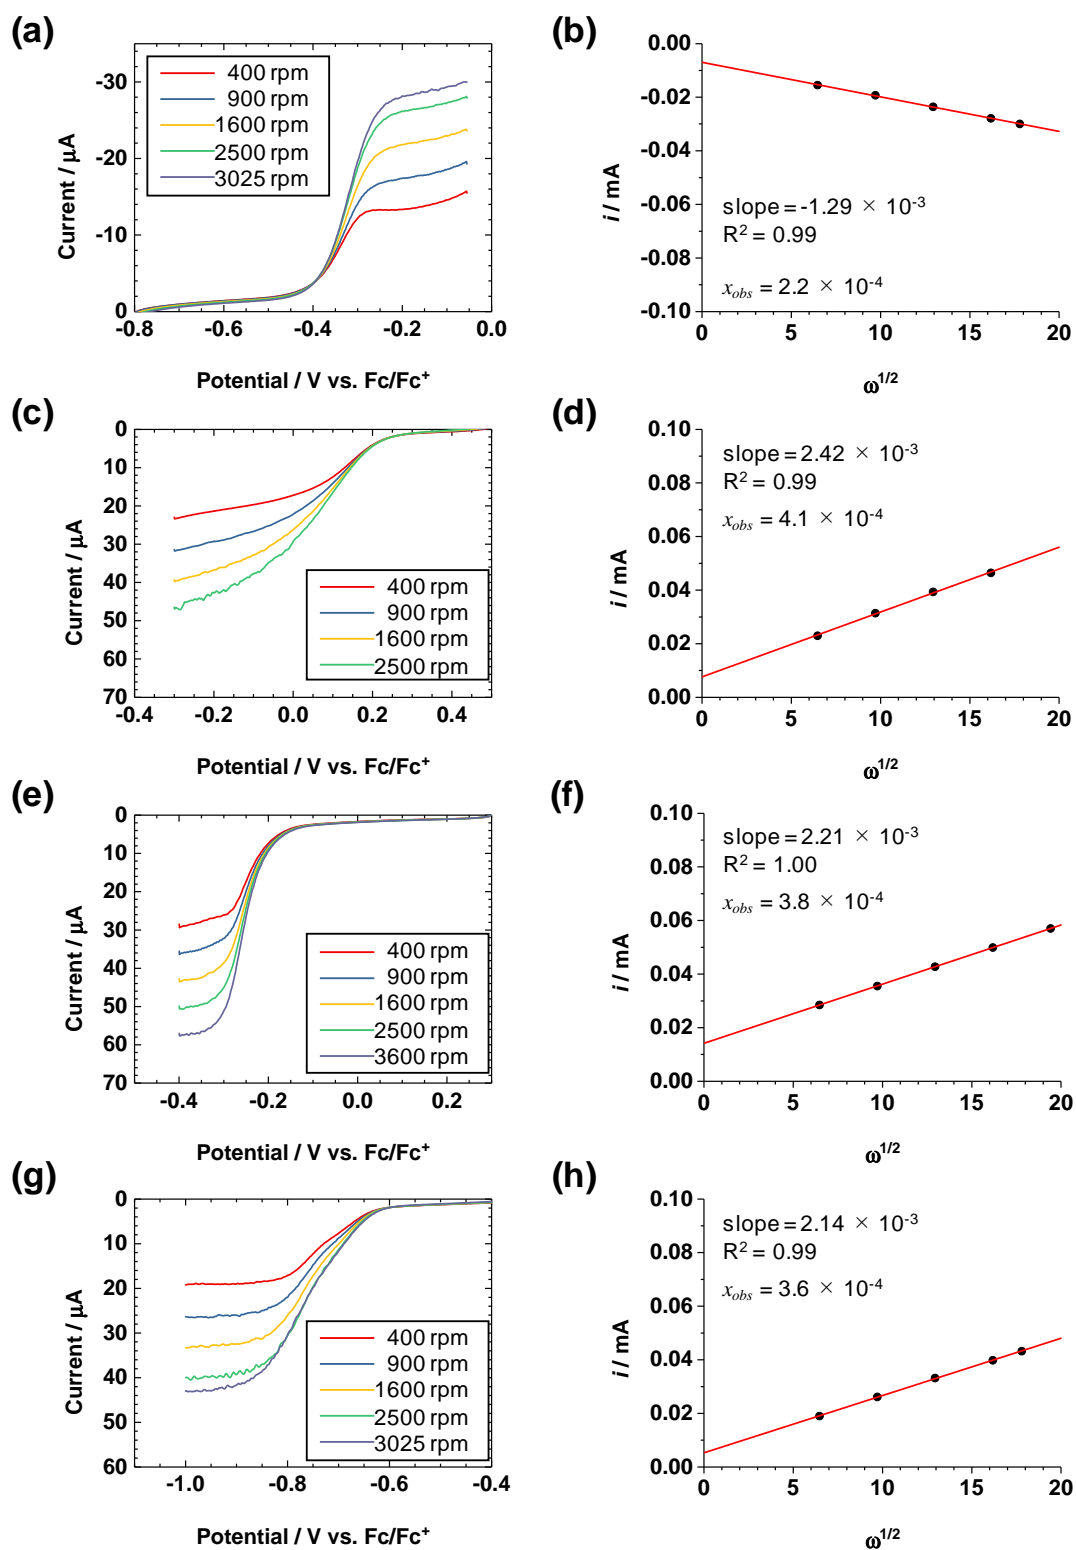 (a)
Current / μA
-30
-20
-10
0
400 rpm
900 rpm
1600 rpm
2500 rpm
3025 rpm
-0.8 -0.6 -0.4 -0.2 0.0
Potential / V vs. Fc/Fc⁺
(b)
i / mA
0.00
-0.02
-0.04
-0.06
-0.08
-0.10
slope = -1.29 × 10⁻³
R² = 0.99
x_obs = 2.2 × 10⁻⁴
0 5 10 15 20
ω¹/²
(c)
Current / μA
0
10
20
30
40
50
60
70
400 rpm
900 rpm
1600 rpm
2500 rpm
-0.4 -0.2 0.0 0.2 0.4
Potential / V vs. Fc/Fc⁺
(d)
i / mA
0.10
0.08
0.06
0.04
0.02
0.00
slope = 2.42 × 10⁻³
R² = 0.99
x_obs = 4.1 × 10⁻⁴
0 5 10 15 20
ω¹/²
(e)
Current / μA
0
10
20
30
40
50
60
70
400 rpm
900 rpm
1600 rpm
2500 rpm
3600 rpm
-0.4 -0.2 0.0 0.2
Potential / V vs. Fc/Fc⁺
(f)
i / mA
0.10
0.08
0.06
0.04
0.02
0.00
slope = 2.21 × 10⁻³
R² = 1.00
x_obs = 3.8 × 10⁻⁴
0 5 10 15 20
ω¹/²
(g)
Current / μA
0
10
20
30
40
50
60
400 rpm
900 rpm
1600 rpm
2500 rpm
3025 rpm
-1.0 -0.8 -0.6 -0.4
Potential / V vs. Fc/Fc⁺
(h)
i / mA
0.10
0.08
0.06
0.04
0.02
0.00
slope = 2.14 × 10⁻³
R² = 0.99
x_obs = 3.6 × 10⁻⁴
0 5 10 15 20
ω¹/²